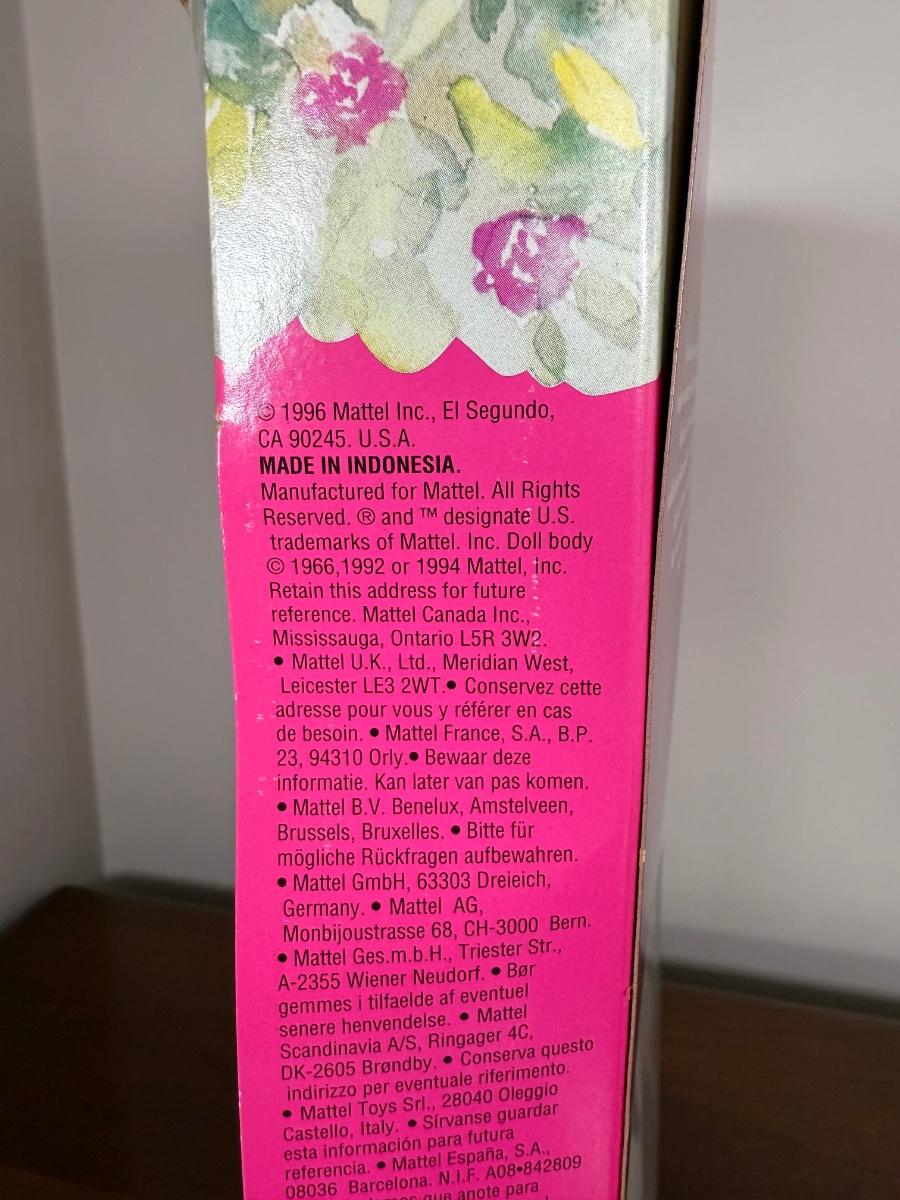 © 1996 Mattel Inc., El Segundo,
CA 90245. U.S.A.
MADE IN INDONESIA.
Manufactured for Mattel. All Rights
Reserved. ® and ™ designate U.S.
trademarks of Mattel. Inc. Doll body
© 1966,1992 or 1994 Mattel, Inc.
Retain this address for future
reference. Mattel Canada Inc.,
Mississauga, Ontario L5R 3W2.
• Mattel U.K., Ltd., Meridian West,
Leicester LE3 2WT.• Conservez cette
adresse pour vous y référer en cas
de besoin. • Mattel France, S.A., B.P.
23, 94310 Orly.• Bewaar deze
informatie. Kan later van pas komen.
• Mattel B.V. Benelux, Amstelveen,
Brussels, Bruxelles. • Bitte für
mögliche Rückfragen aufbewahren.
• Mattel GmbH, 63303 Dreieich,
Germany. • Mattel AG,
Monbijoustrasse 68, CH-3000 Bern.
• Mattel Ges.m.b.H., Triester Str.,
A-2355 Wiener Neudorf. • Bør
gemmes i tilfaelde af eventuel
senere henvendelse. • Mattel
Scandinavia A/S, Ringager 4C,
DK-2605 Brøndby. • Conserva questo
indirizzo per eventuale riferimento.
• Mattel Toys Srl., 28040 Oleggio
Castello, Italy. • Sírvanse guardar
esta información para futura
referencia. • Mattel España, S.A.,
08036 Barcelona. N.I.F. A08•842809
que anote para